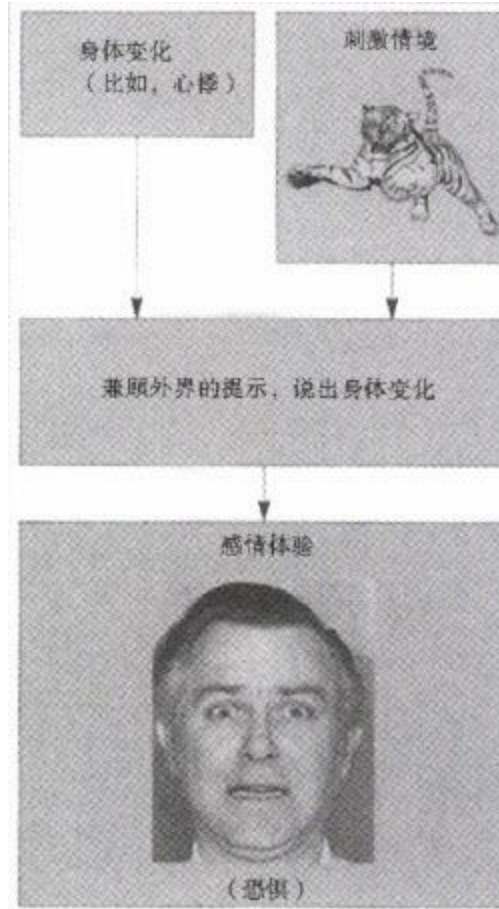 身体变化
（比如，心悸）
刺激情境
兼顾外界的提示，说出身体变化
感情体验
（恐惧）